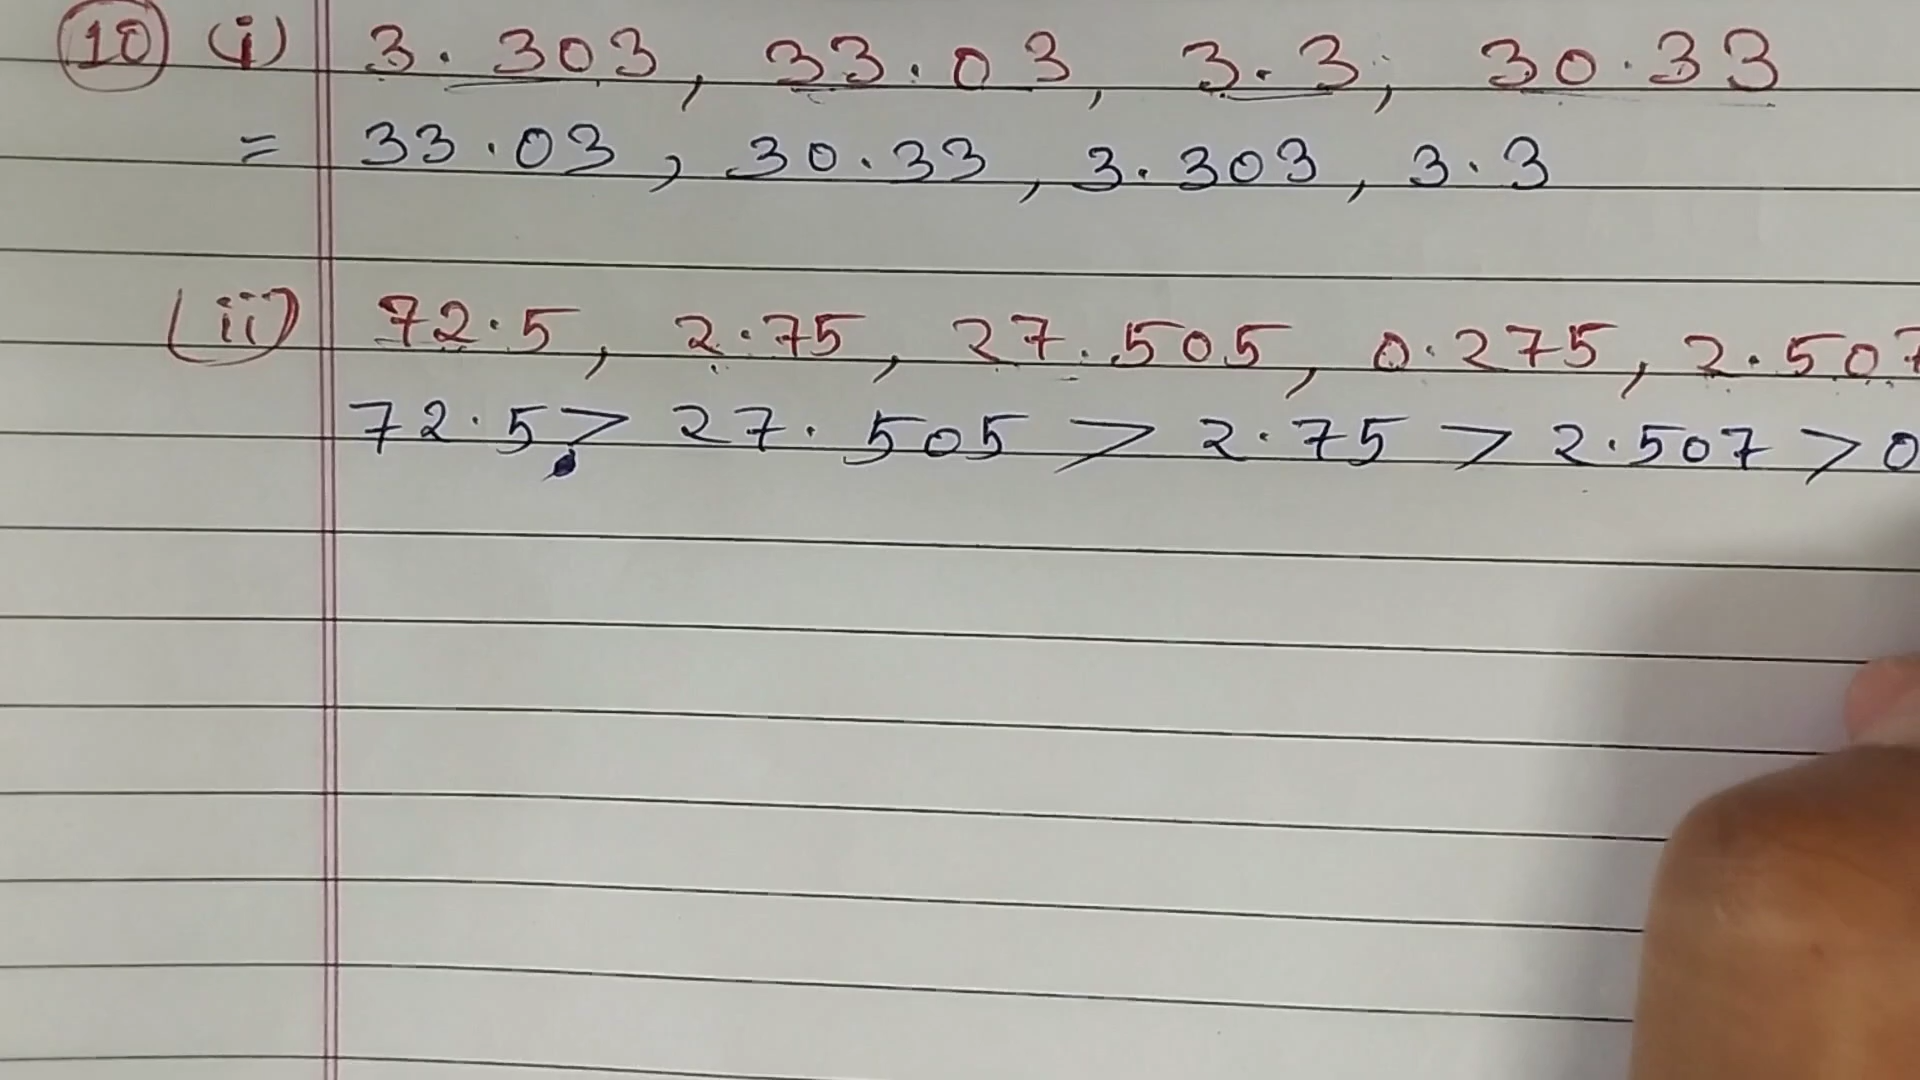 10 (i) 3.303, 33.03, 3.3, 30.33
= 33.03, 30.33, 3.303, 3.3
(ii) 72.5, 2.75, 27.505, 0.275, 2.507
72.5 > 27.505 > 2.75 > 2.507 > 0